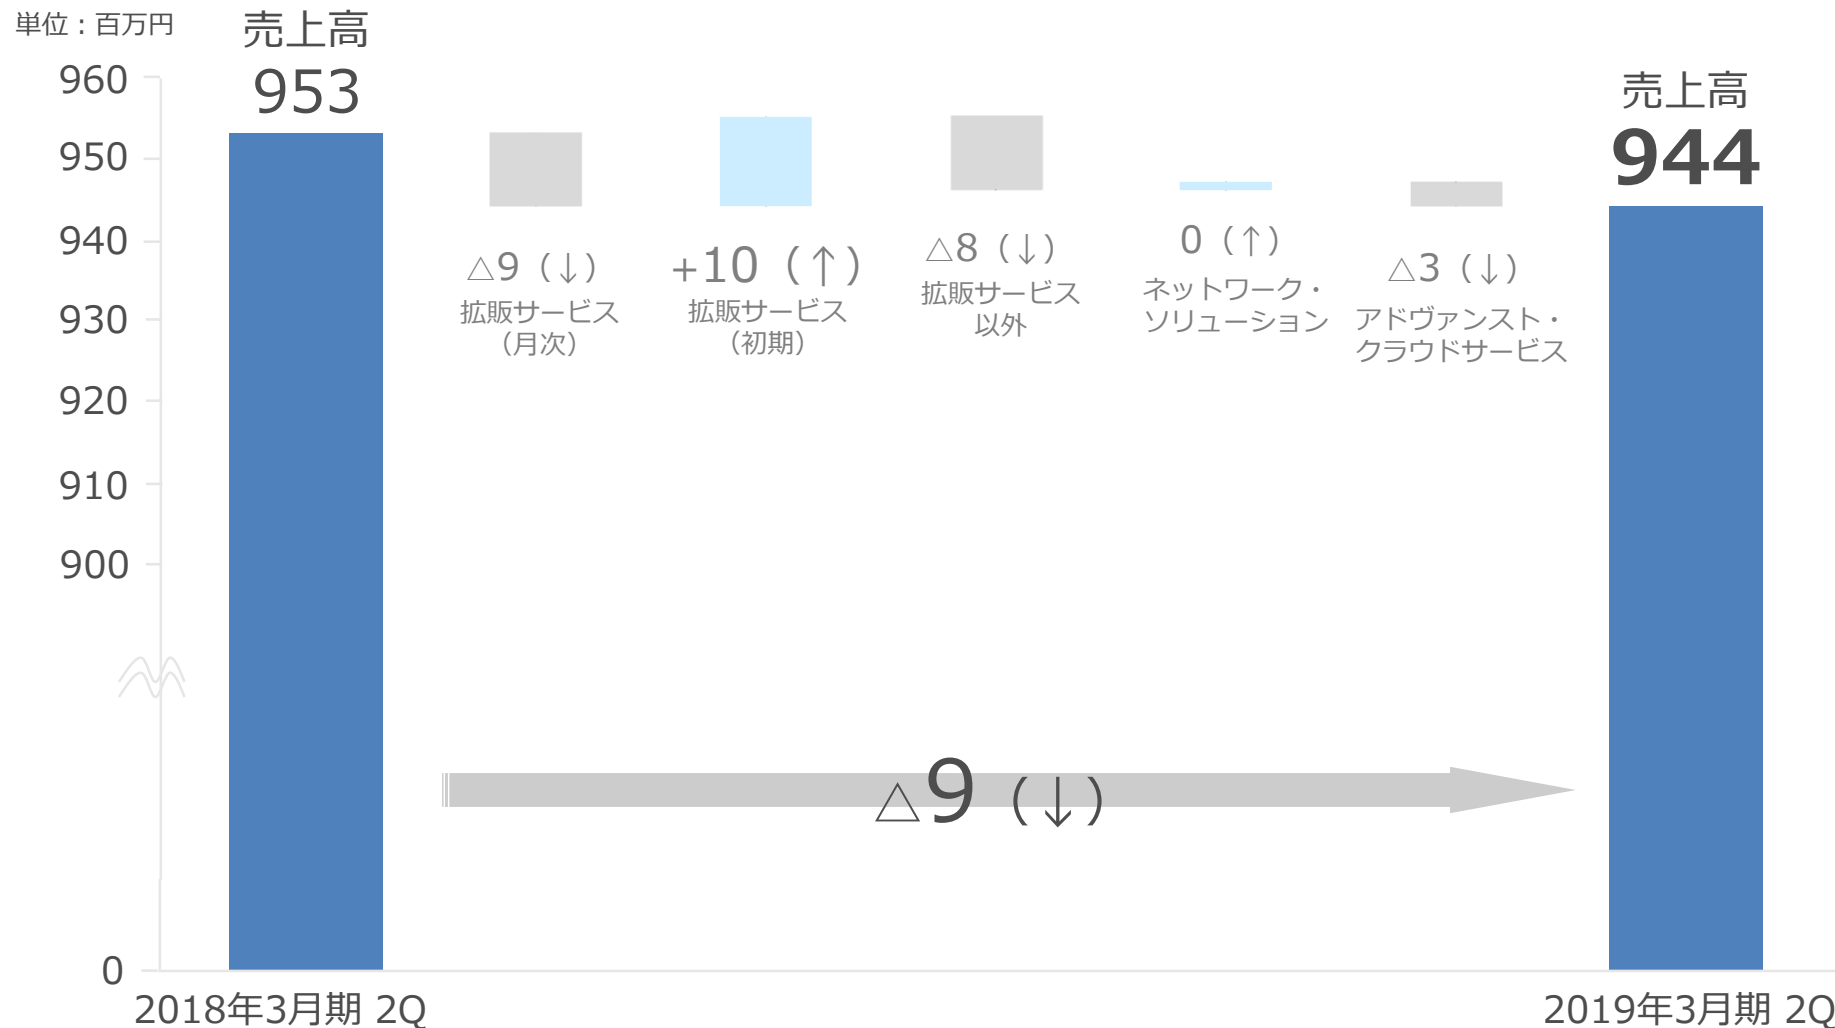 単位：百万円
売上高
953
売上高
944
960
950
940
930
920
910
900
0
△9（↓）
拡販サービス
（月次）
+10（↑）
拡販サービス
（初期）
△8（↓）
拡販サービス
以外
0（↑）
ネットワーク・
ソリューション
△3（↓）
アドヴァンスト・
クラウドサービス
△9（↓）
2018年3月期 2Q
2019年3月期 2Q